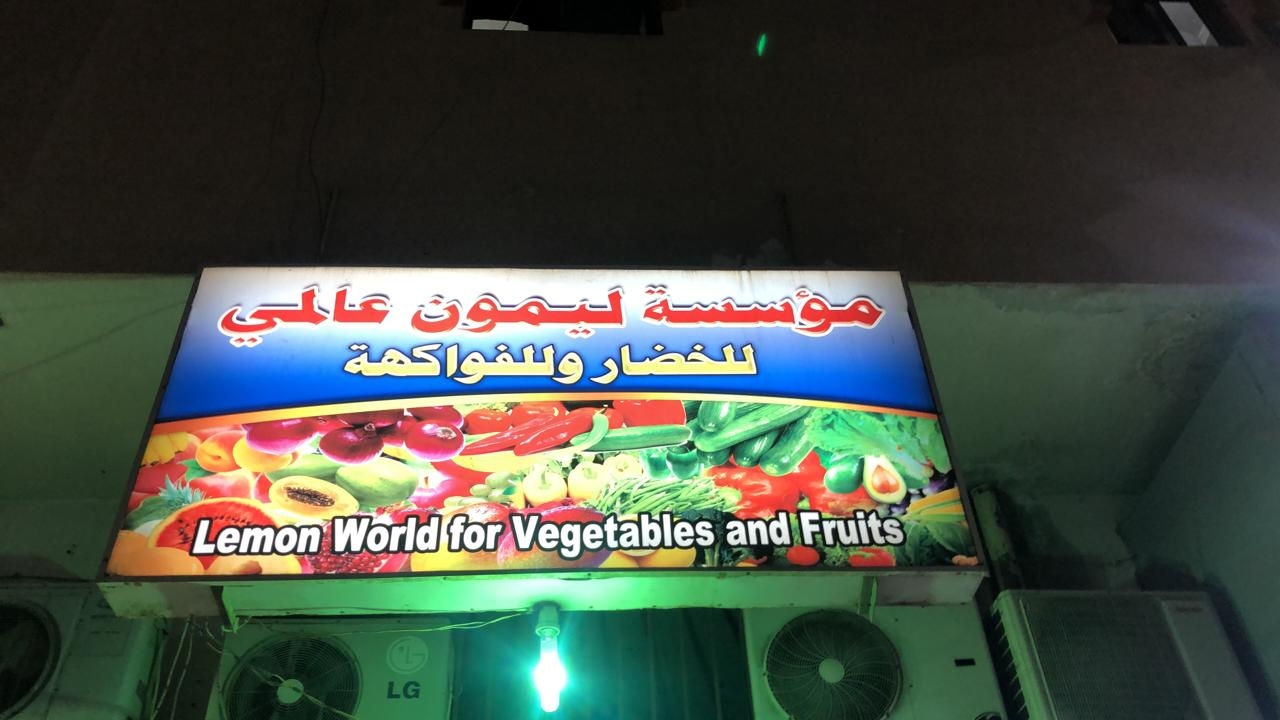 مؤسسة ليمون عالمي
للخضار وللفواكهة
Lemon World for Vegetables and Fruits
LG